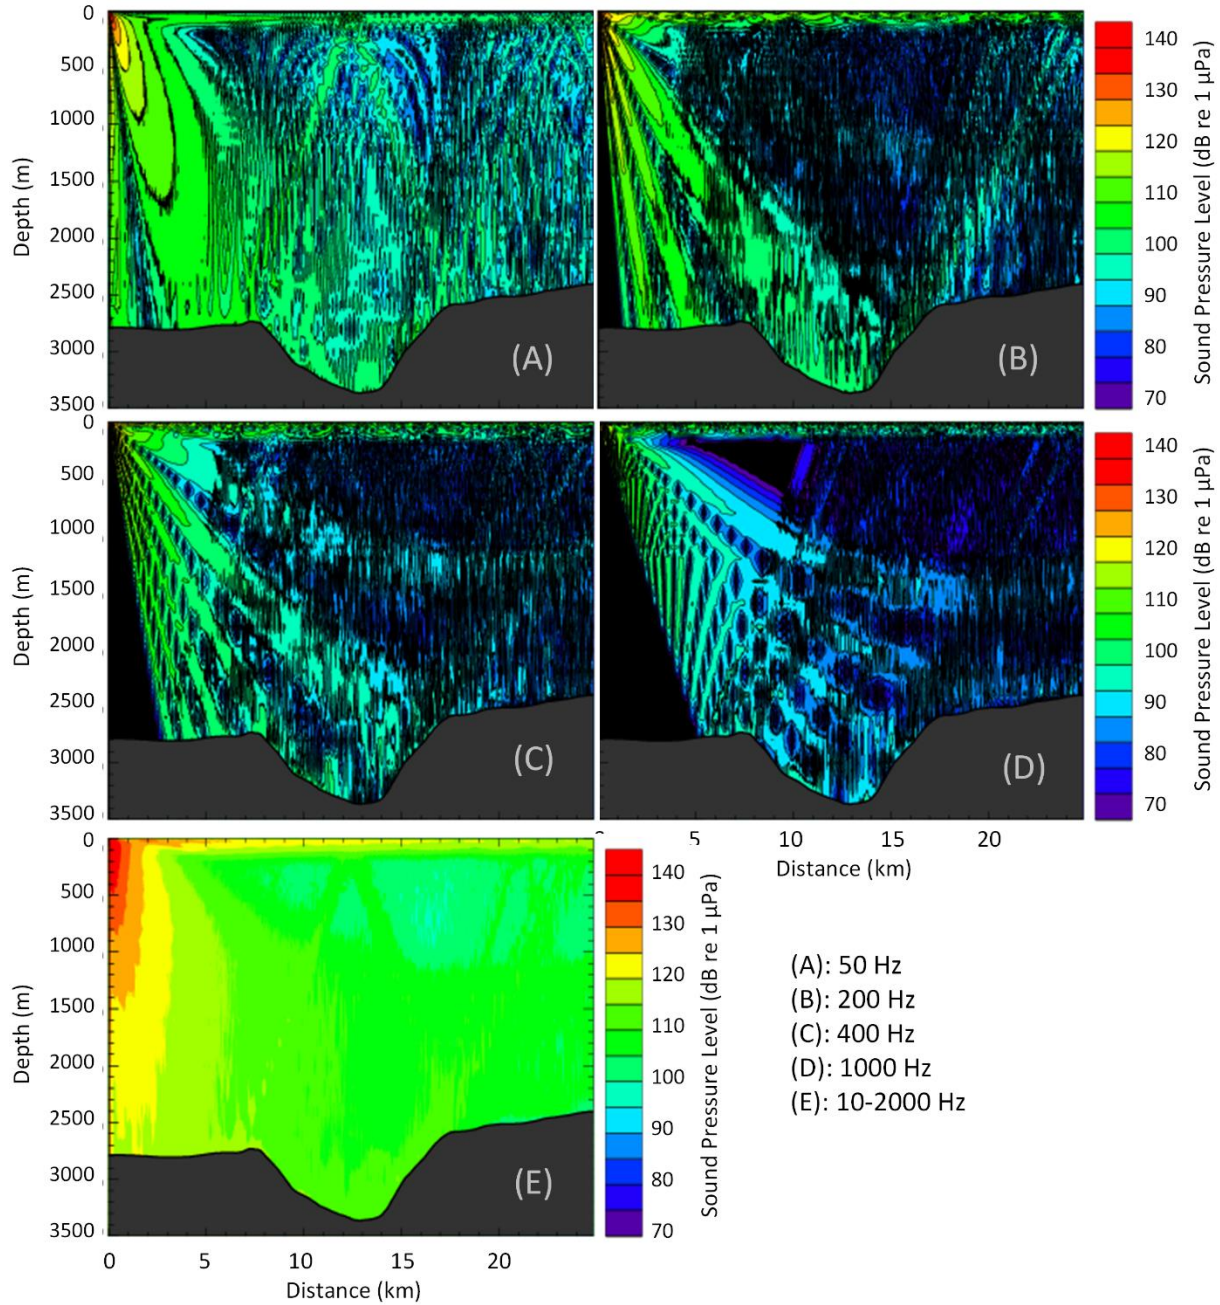 0
500
1000
1500
2000
2500
3000
3500
Depth (m)
(A)
(B)
140
130
120
110
100
90
80
70
Sound Pressure Level (dB re 1 µPa)
0
500
1000
1500
2000
2500
3000
3500
Depth (m)
(C)
(D)
140
130
120
110
100
90
80
70
Sound Pressure Level (dB re 1 µPa)
5 10 15 20
Distance (km)
0
500
1000
1500
2000
2500
3000
3500
Depth (m)
(E)
0 5 10 15 20
Distance (km)
140
130
120
110
100
90
80
70
Sound Pressure Level (dB re 1 µPa)
(A): 50 Hz
(B): 200 Hz
(C): 400 Hz
(D): 1000 Hz
(E): 10-2000 Hz